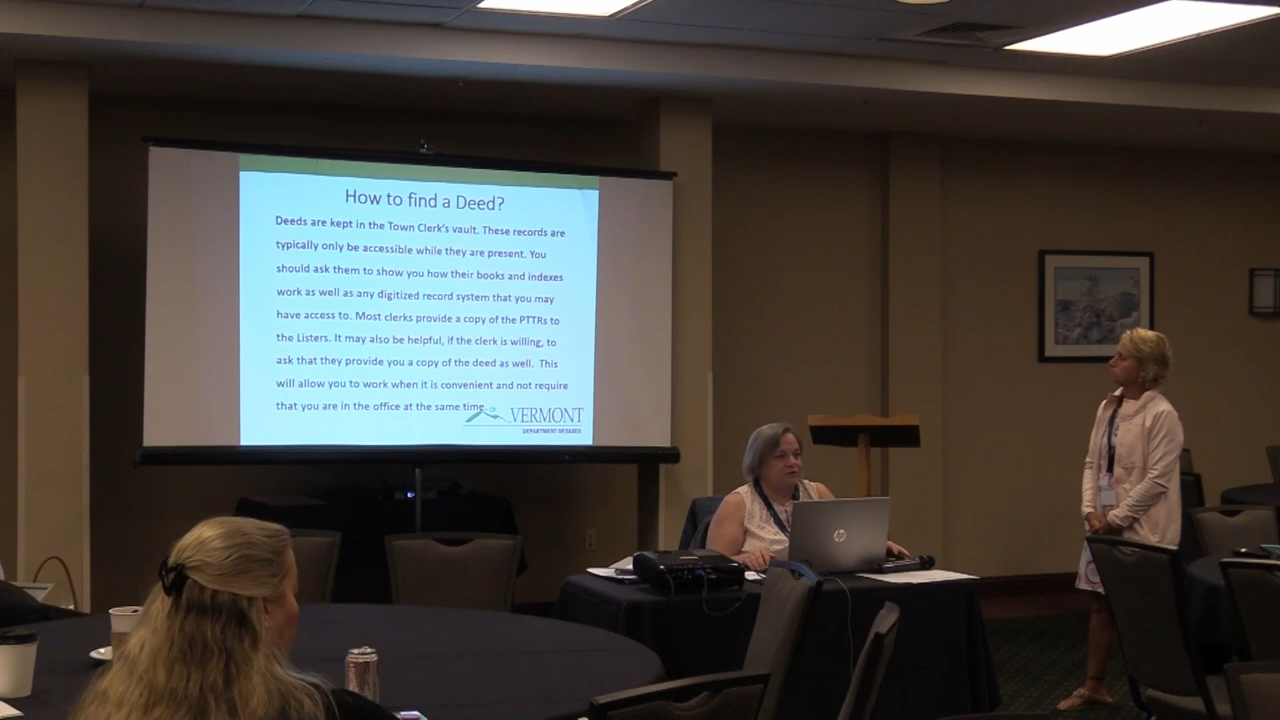 How to find a Deed?
Deeds are kept in the Town Clerk's vault. These records are
typically only be accessible while they are present. You
should ask them to show you how their books and indexes
work as well as any digitized record system that you may
have access to. Most clerks provide a copy of the PTTRs to
the Listers. It may also be helpful, if the clerk is willing, to
ask that they provide you a copy of the deed as well. This
will allow you to work when it is convenient and not require
that you are in the office at the same time.
VERMONT
DEPARTMENT OF TAXES
hp